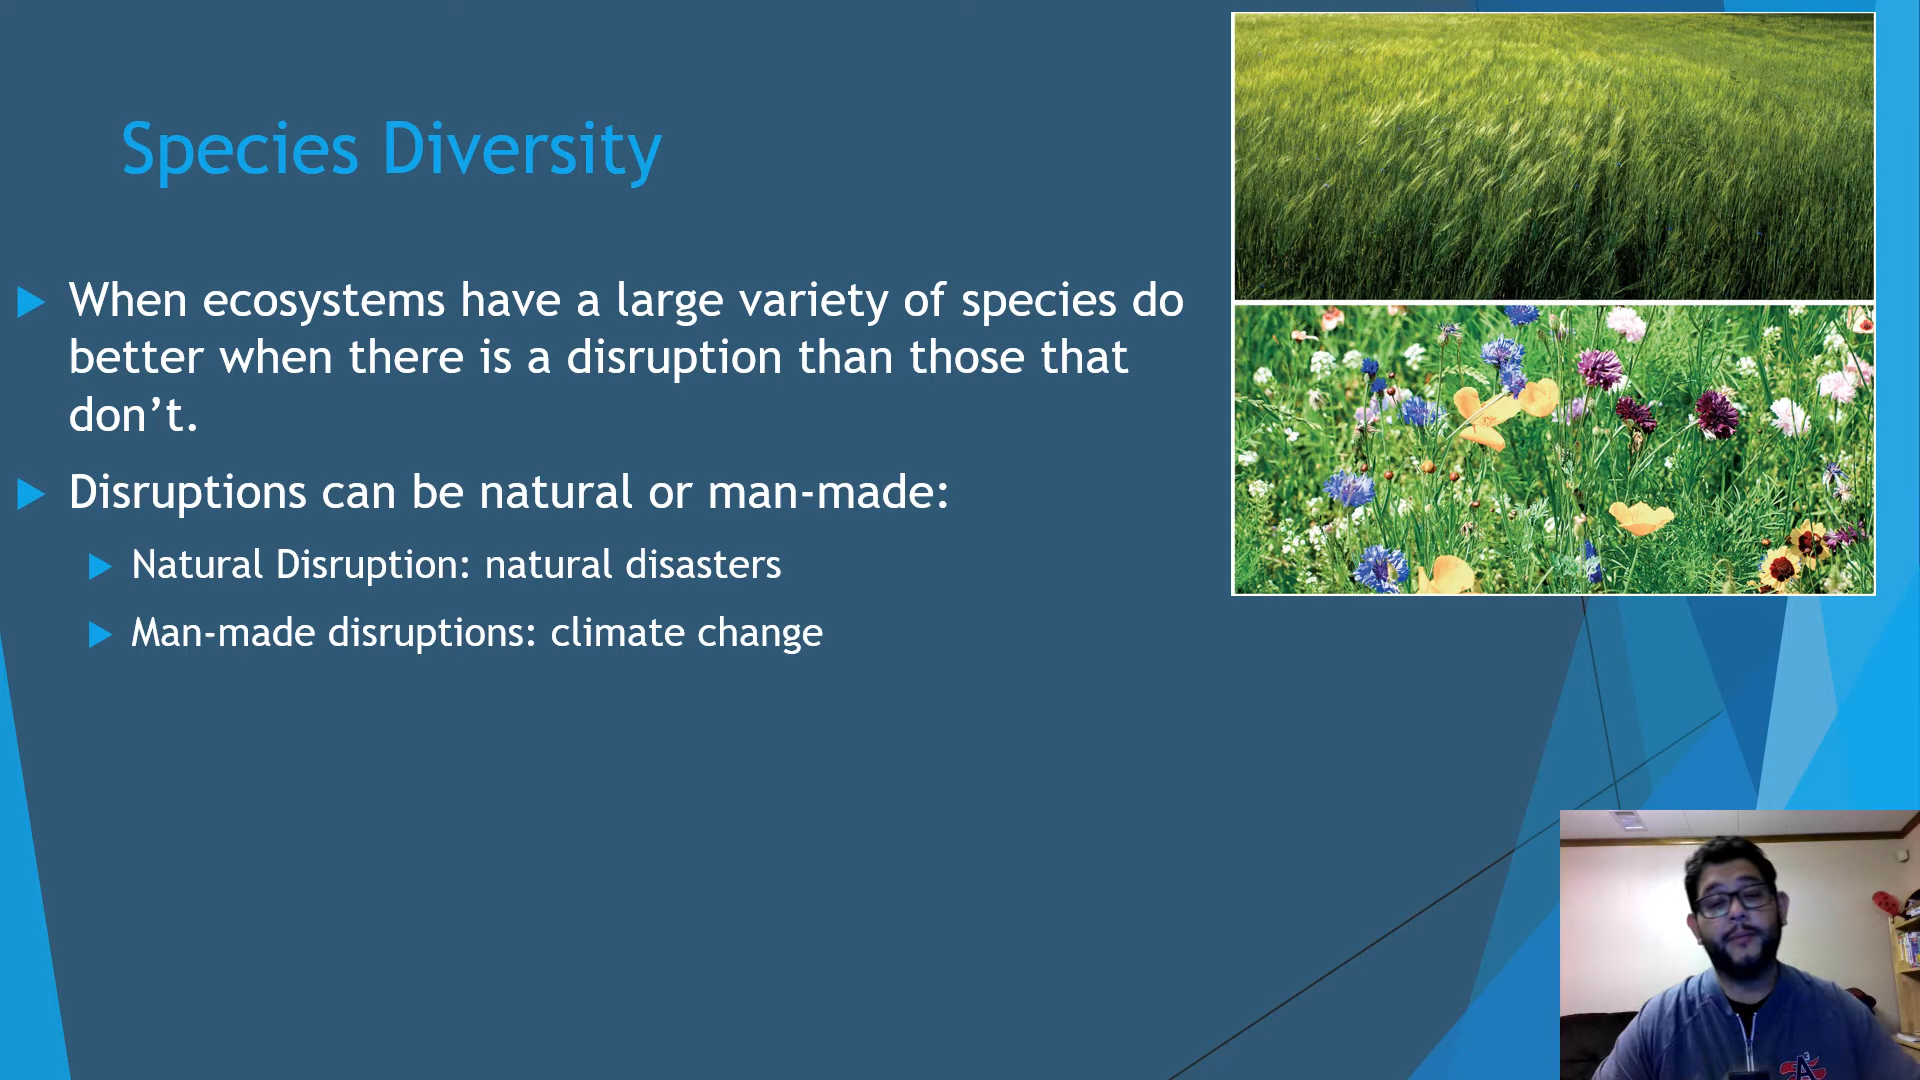 Species Diversity
When ecosystems have a large variety of species do
better when there is a disruption than those that
don’t.
Disruptions can be natural or man-made:
Natural Disruption: natural disasters
Man-made disruptions: climate change